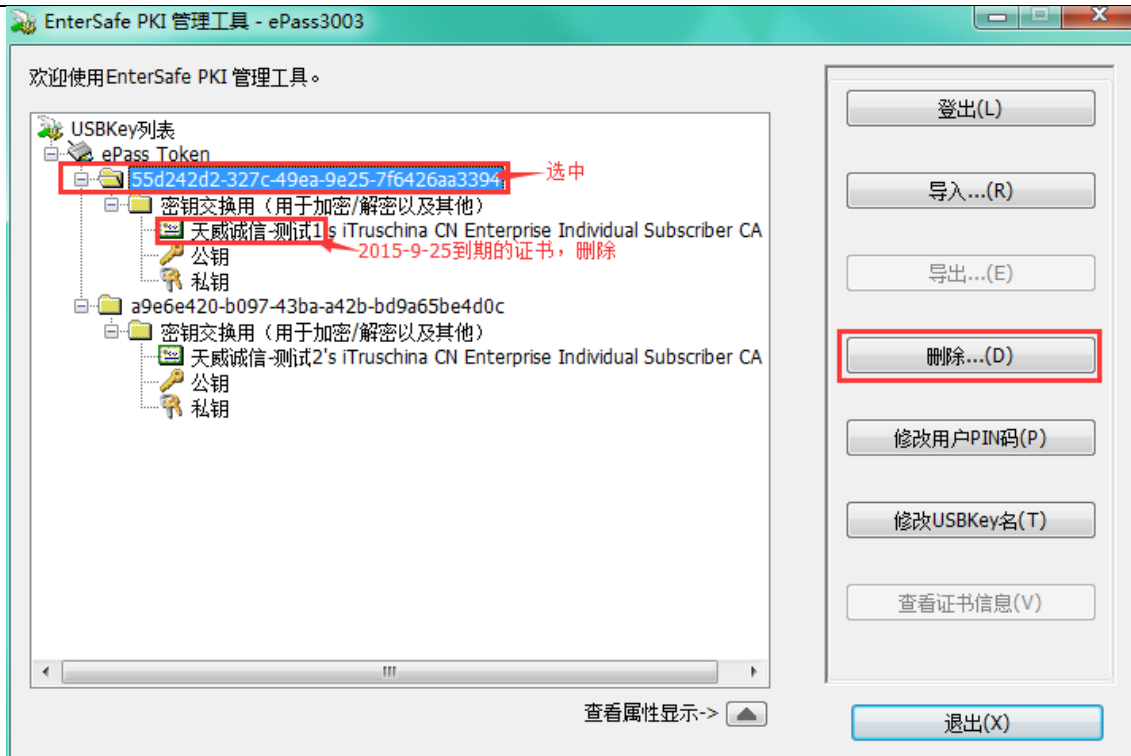 EnterSafe PKI 管理工具 - ePass3003
欢迎使用EnterSafe PKI 管理工具。
USBKey列表
ePass Token
55d242d2-327c-49ea-9e25-7f6426aa3394
选中
密钥交换用（用于加密/解密以及其他）
天威诚信-测试1's iTruschina CN Enterprise Individual Subscriber CA
2015-9-25到期的证书，删除
公钥
私钥
a9e6e420-b097-43ba-a42b-bd9a65be4d0c
密钥交换用（用于加密/解密以及其他）
天威诚信-测试2's iTruschina CN Enterprise Individual Subscriber CA
公钥
私钥
查看属性显示->
登出(L)
导入...(R)
导出...(E)
删除...(D)
修改用户PIN码(P)
修改USBKey名(T)
查看证书信息(V)
退出(X)